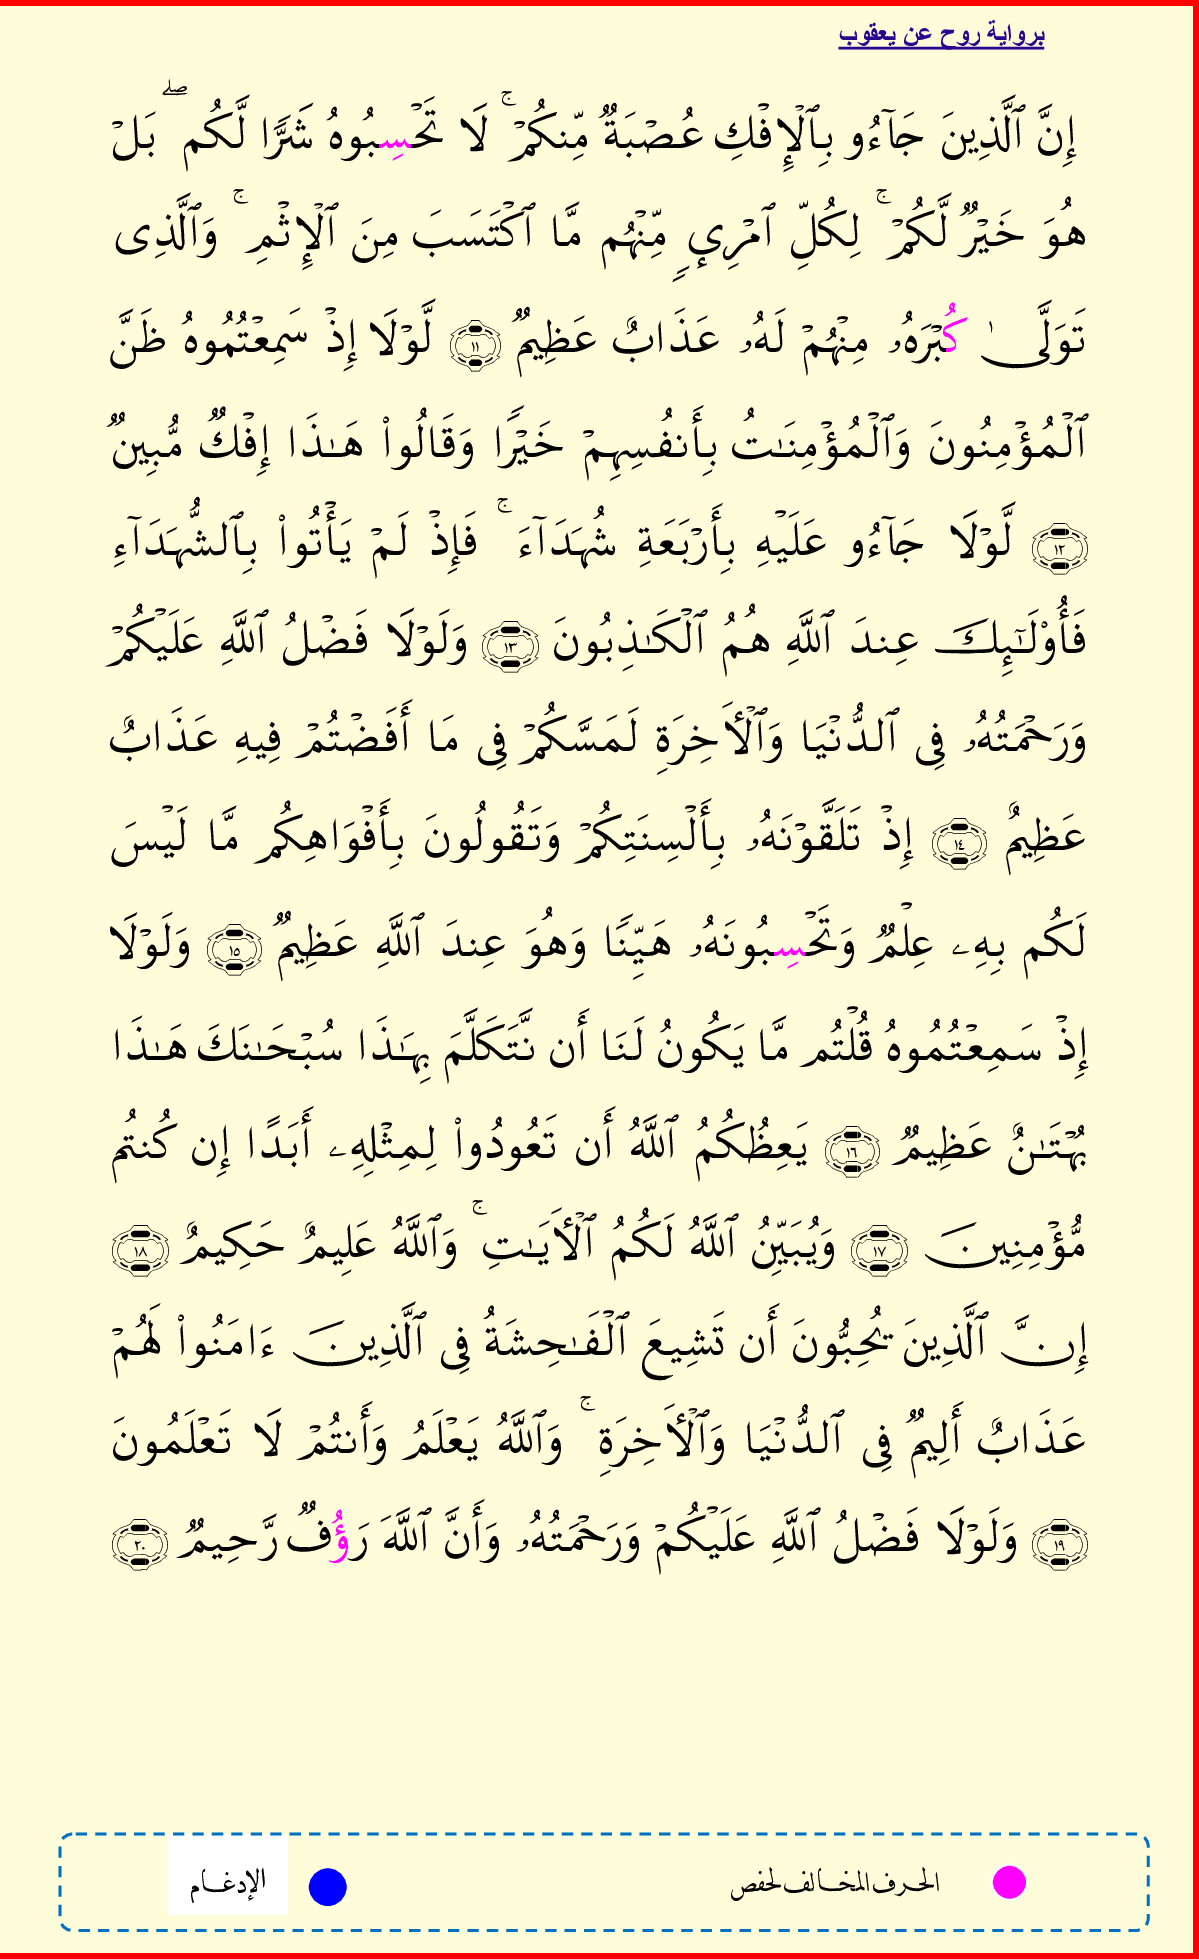 برواية روح عن يعقوب
إِنَّ ٱلَّذِينَ جَآءُو بِٱلْإِفْكِ عُصْبَةٌ مِّنكُمْ ۚ لَا تَحْسِبُوهُ شَرًّا لَّكُم ۖ بَلْ
هُوَ خَيْرٌ لَّكُمْ ۚ لِكُلِّ ٱمْرِئٍ مِّنْهُم مَّا ٱكْتَسَبَ مِنَ ٱلْإِثْمِ ۚ وَٱلَّذِى
تَوَلَّىٰ كُبْرَهُۥ مِنْهُمْ لَهُۥ عَذَابٌ عَظِيمٌ ١١ لَّوْلَا إِذْ سَمِعْتُمُوهُ ظَنَّ
ٱلْمُؤْمِنُونَ وَٱلْمُؤْمِنَٰتُ بِأَنفُسِهِمْ خَيْرًا وَقَالُوا۟ هَٰذَا إِفْكٌ مُّبِينٌ
١٢ لَّوْلَا جَآءُو عَلَيْهِ بِأَرْبَعَةِ شُهَدَآءَ ۚ فَإِذْ لَمْ يَأْتُوا۟ بِٱلشُّهَدَآءِ
فَأُو۟لَٰٓئِكَ عِندَ ٱللَّهِ هُمُ ٱلْكَٰذِبُونَ ١٣ وَلَوْلَا فَضْلُ ٱللَّهِ عَلَيْكُمْ
وَرَحْمَتُهُۥ فِى ٱلدُّنْيَا وَٱلْأَخِرَةِ لَمَسَّكُمْ فِى مَا أَفَضْتُمْ فِيهِ عَذَابٌ
عَظِيمٌ ١٤ إِذْ تَلَقَّوْنَهُۥ بِأَلْسِنَتِكُمْ وَتَقُولُونَ بِأَفْوَاهِكُم مَّا لَيْسَ
لَكُم بِهِۦ عِلْمٌ وَتَحْسِبُونَهُۥ هَيِّنًا وَهُوَ عِندَ ٱللَّهِ عَظِيمٌ ١٥ وَلَوْلَا
إِذْ سَمِعْتُمُوهُ قُلْتُم مَّا يَكُونُ لَنَا أَن نَّتَكَلَّمَ بِهَٰذَا سُبْحَٰنَكَ هَٰذَا
بُهْتَٰنٌ عَظِيمٌ ١٦ يَعِظُكُمُ ٱللَّهُ أَن تَعُودُوا۟ لِمِثْلِهِۦ أَبَدًا إِن كُنتُم
مُّؤْمِنِينَ ١٧ وَيُبَيِّنُ ٱللَّهُ لَكُمُ ٱلْأَيَٰتِ ۚ وَٱللَّهُ عَلِيمٌ حَكِيمٌ ١٨
إِنَّ ٱلَّذِينَ يُحِبُّونَ أَن تَشِيعَ ٱلْفَٰحِشَةُ فِى ٱلَّذِينَ ءَامَنُوا۟ لَهُمْ
عَذَابٌ أَلِيمٌ فِى ٱلدُّنْيَا وَٱلْأَخِرَةِ ۚ وَٱللَّهُ يَعْلَمُ وَأَنتُمْ لَا تَعْلَمُونَ
١٩ وَلَوْلَا فَضْلُ ٱللَّهِ عَلَيْكُمْ وَرَحْمَتُهُۥ وَأَنَّ ٱللَّهَ رَؤُفٌ رَّحِيمٌ ٢٠
الحرف المخالف لحفص
الإدغام